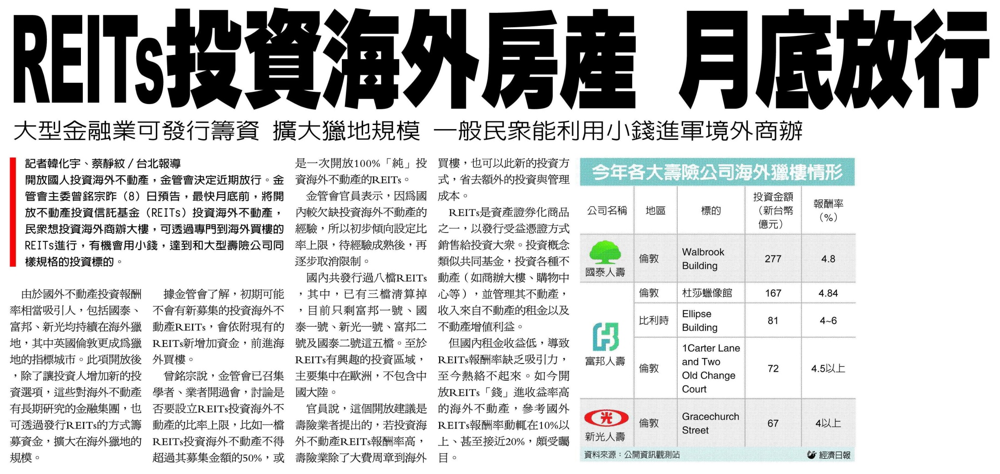 REITs投資海外房產 月底放行
大型金融業可發行籌資 擴大獵地規模 一般民眾能利用小錢進軍境外商辦
記者韓化宇、蔡靜紋／台北報導
開放國人投資海外不動產，金管會決定近期放行。金
管會主委曾銘宗昨（8）日預告，最快月底前，將開
放不動產投資信託基金（REITs）投資海外不動產，
民眾想投資海外商辦大樓，可透過專門到海外買樓的
REITs進行，有機會用小錢，達到和大型壽險公司同
樣規格的投資標的。
由於國外不動產投資報酬
率相當吸引人，包括國泰、
富邦、新光均持續在海外獵
地，其中英國倫敦更成為獵
地的指標城市。此項開放後
，除了讓投資人增加新的投
資選項，這些對海外不動產
有長期研究的金融集團，也
可透過發行REITs的方式籌
募資金，擴大在海外獵地的
規模。
據金管會了解，初期可能
不會有新募集的投資海外不
動產REITs，會依附現有的
REITs新增加資金，前進海
外買樓。
曾銘宗說，金管會已召集
學者、業者開過會，討論是
否要設立REITs投資海外不
動產的比率上限，比如一檔
REITs投資海外不動產不得
超過其募集金額的50%，或
是一次開放100%「純」投
資海外不動產的REITs。
金管會官員表示，因為國
內較欠缺投資海外不動產的
經驗，所以初步傾向設定比
率上限，待經驗成熟後，再
逐步取消限制。
國內共發行過八檔REITs
，其中，已有三檔清算掉
，目前只剩富邦一號、國
泰一號、新光一號、富邦二
號及國泰二號這五檔。至於
REITs有興趣的投資區域，
主要集中在歐洲，不包含中
國大陸。
官員說，這個開放建議是
壽險業者提出的，若投資海
外不動產REITs報酬率高，
壽險業除了大費周章到海外
買樓，也可以此新的投資方
式，省去額外的投資與管理
成本。
REITs是資產證券化商品
之一，以發行受益憑證方式
銷售給投資大眾。投資概念
類似共同基金，投資各種不
動產（如商辦大樓、購物中
心等），並管理其不動產，
收入來自不動產的租金以及
不動產增值利益。
但國內租金收益低，導致
REITs報酬率缺乏吸引力，
至今熱絡不起來。如今開
放REITs「錢」進收益率高
的海外不動產，參考國外
REITs報酬率動輒在10%以
上、甚至接近20%，頗受矚
目。
今年各大壽險公司海外獵樓情形
公司名稱 地區 標的 投資金額（新台幣億元） 報酬率（%）
國泰人壽 倫敦 Walbrook Building 277 4.8
富邦人壽 倫敦 杜莎蠟像館 167 4.84
比利時 Ellipse Building 81 4~6
倫敦 1Carter Lane and Two Old Change Court 72 4.5以上
光
新光人壽 倫敦 Gracechurch Street 67 4以上
資料來源：公開資訊觀測站 經濟日報